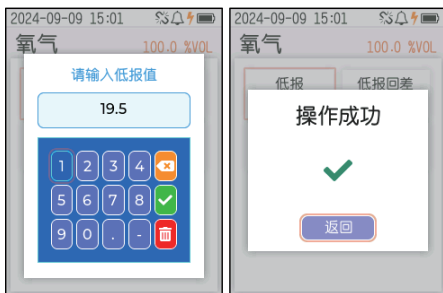 2024-09-09 15:01
氧气
100.0 %VOL
请输入低报值
19.5
1 2 3 4
5 6 7 8
9 0 . -
2024-09-09 15:01
氧气
100.0 %VOL
低报
低报回差
操作成功
返回